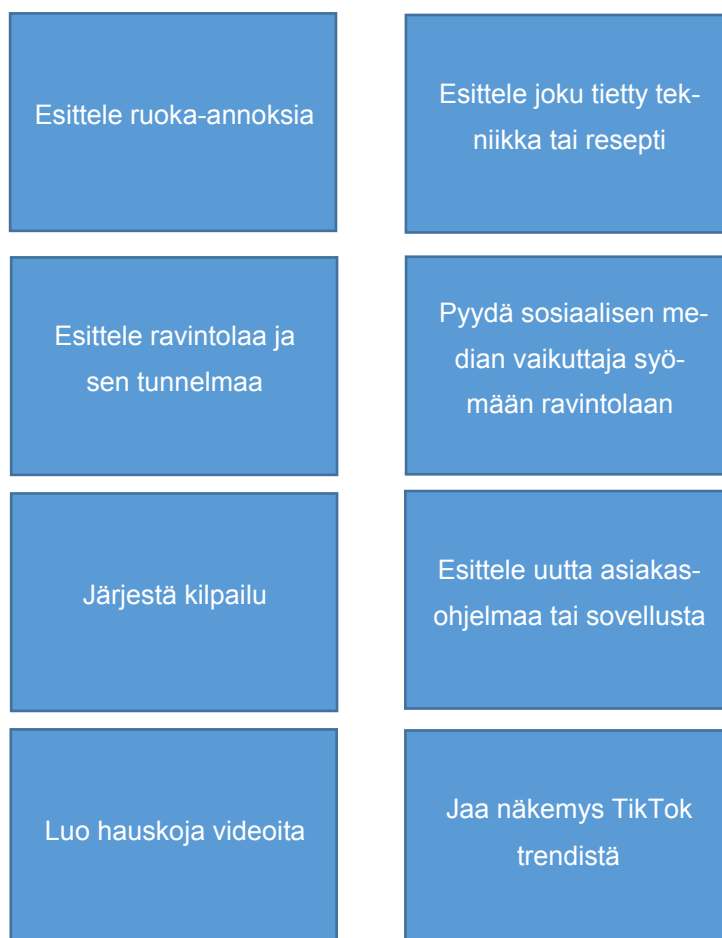 Esittele ruoka-annoksia
Esittele joku tietty tek-
niikka tai resepti
Esittele ravintolaa ja
sen tunnelmaa
Pyydä sosiaalisen me-
dian vaikuttaja syö-
mään ravintolaan
Järjestä kilpailu
Esittele uutta asiakas-
ohjelmaa tai sovellusta
Luo hauskoja videoita
Jaa näkemys TikTok
trendistä